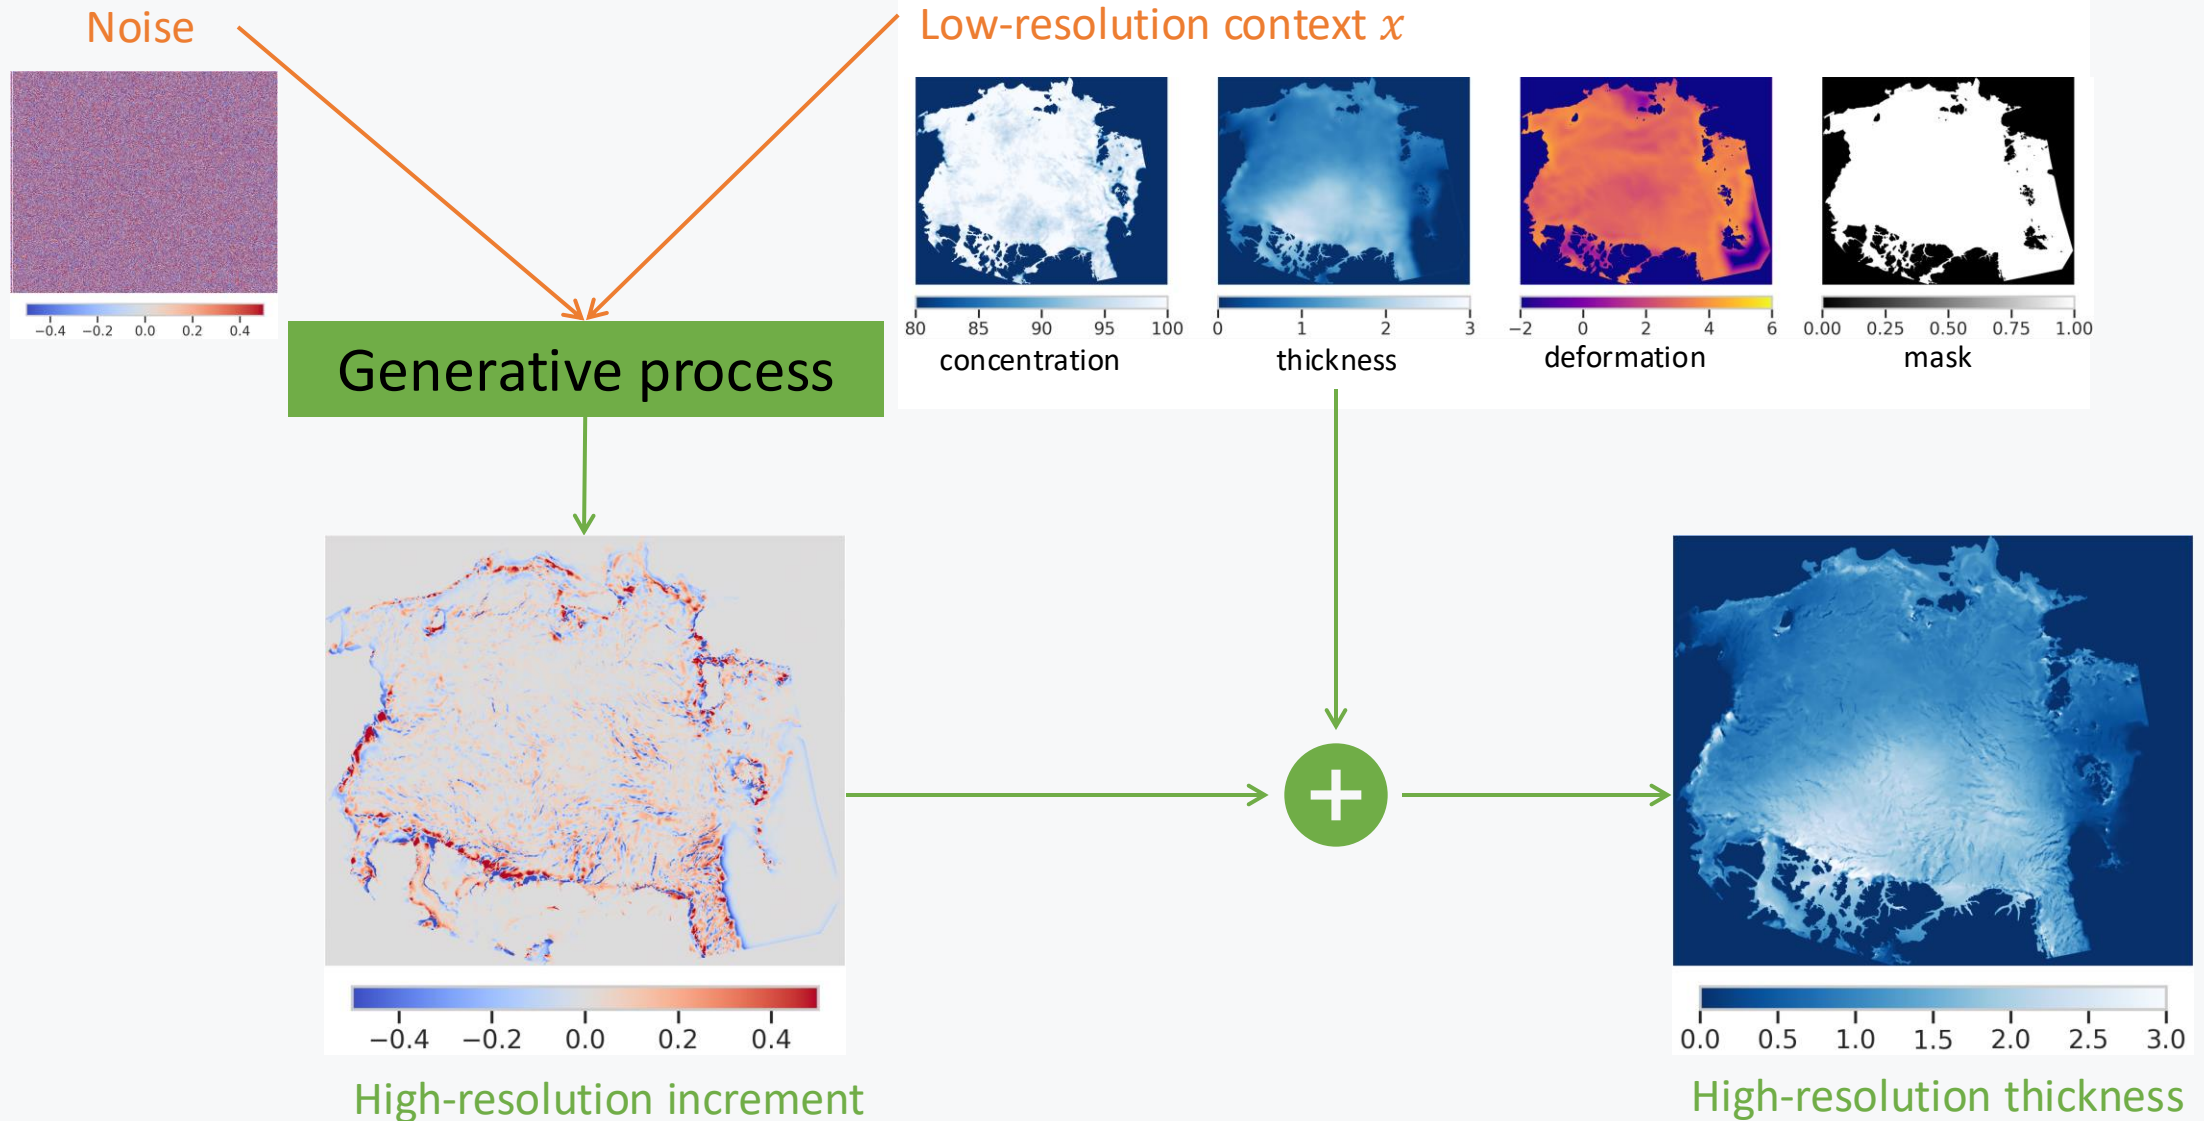 Noise
Low-resolution context x
−0.4 −0.2 0.0 0.2 0.4
80 85 90 95 100
0 1 2 3
−2 0 2 4 6
0.00 0.25 0.50 0.75 1.00
concentration
thickness
deformation
mask
Generative process
+
−0.4 −0.2 0.0 0.2 0.4
0.0 0.5 1.0 1.5 2.0 2.5 3.0
High-resolution increment
High-resolution thickness